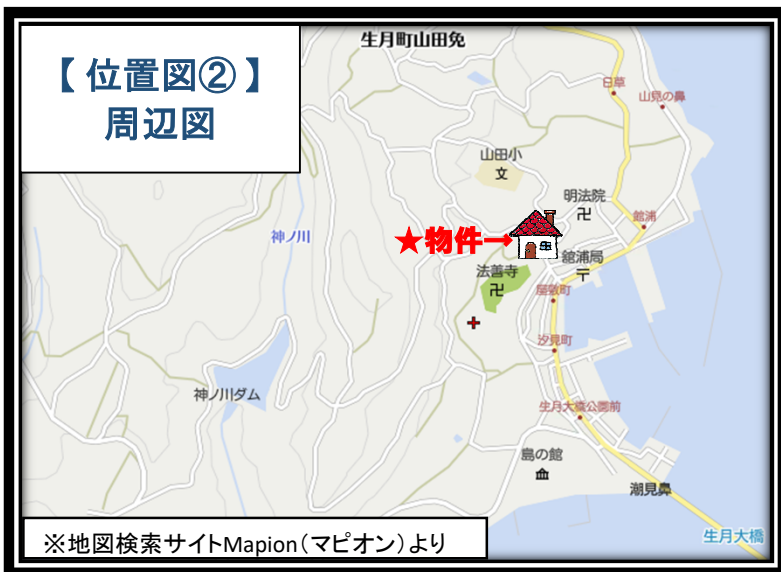 【 位置図② 】
周辺図
生月町山田免
日草
山見の鼻
山田小
文
明法院
卍
舘浦
神ノ川
★物件→
舘浦局
〒
法善寺
卍
屋敷町
汐見町
神ノ川ダム
生月大橋公園前
島の館
潮見鼻
生月大橋
※地図検索サイトMapion(マピオン)より